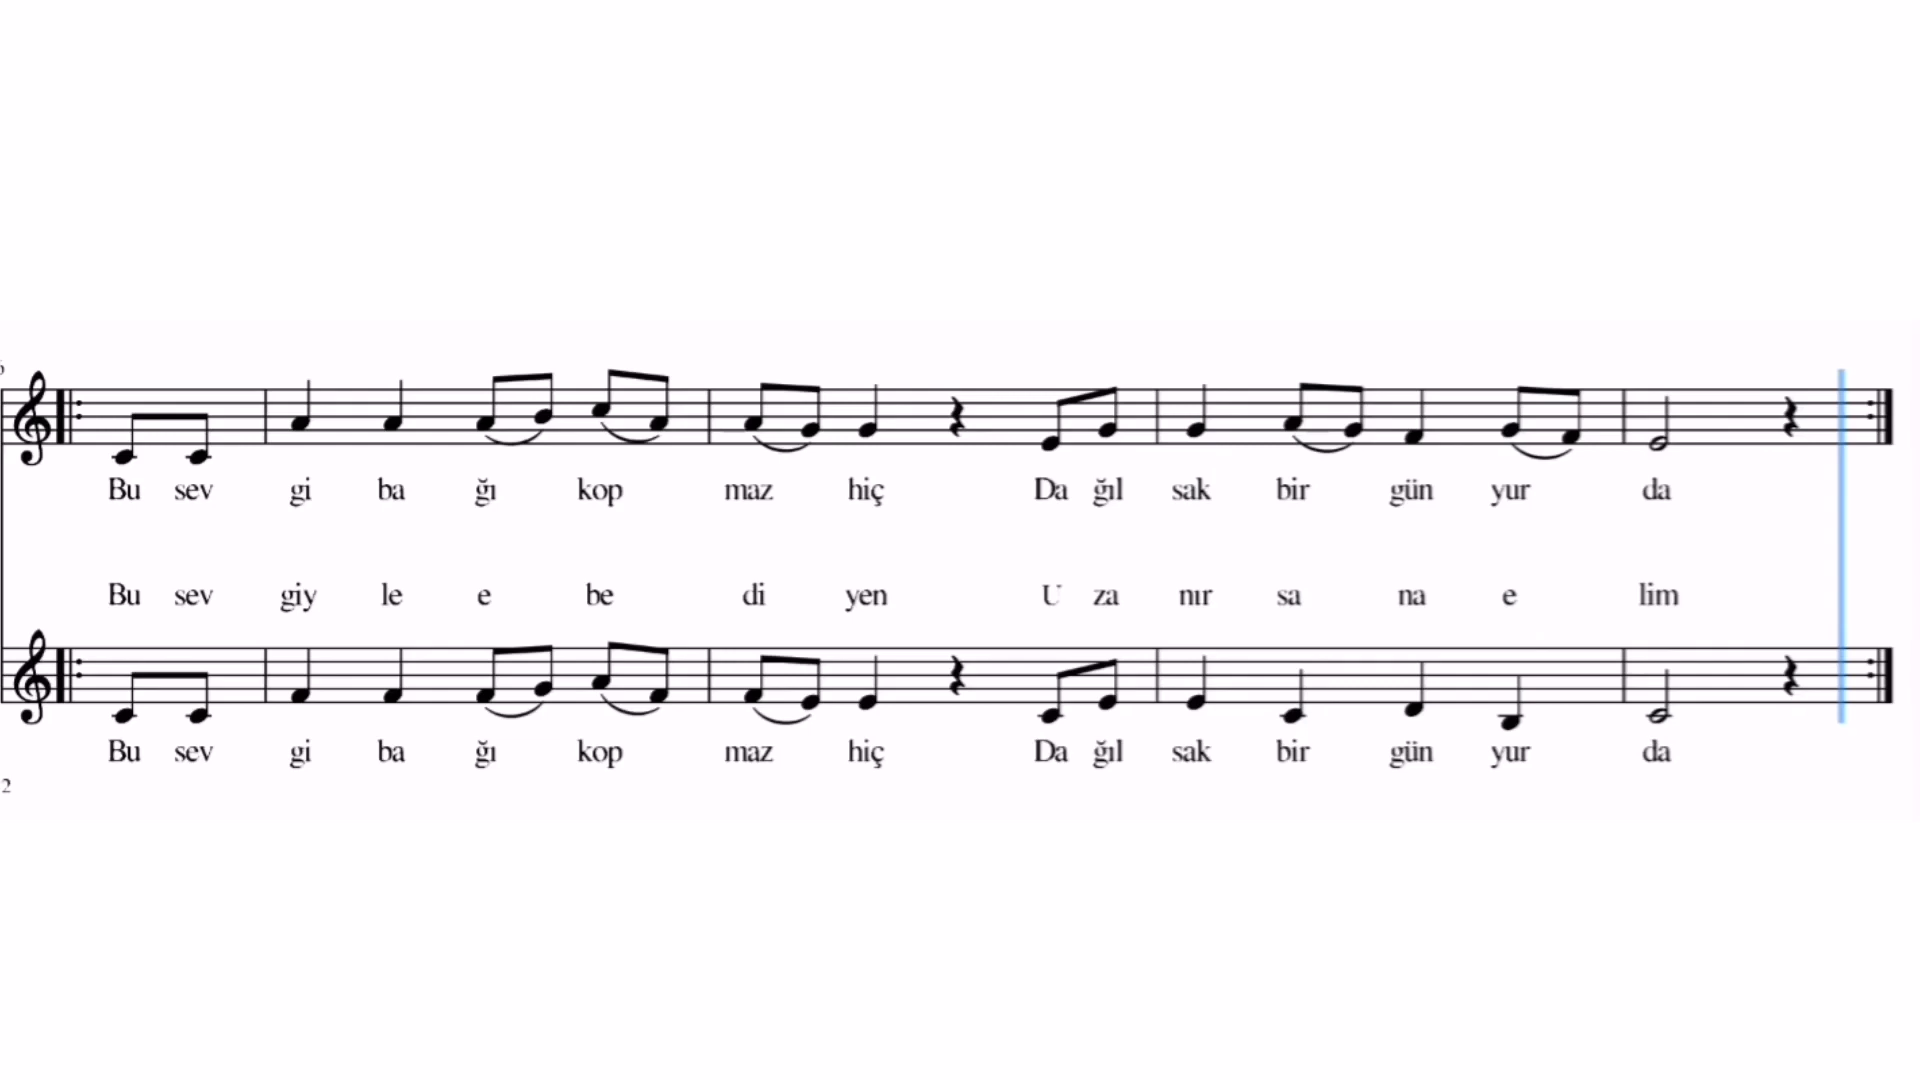 6
Bu sev gi ba ğı kop maz hiç Da ğıl sak bir gün yur da
Bu sev giy le e be di yen U za nır sa na e lim
Bu sev gi ba ğı kop maz hiç Da ğıl sak bir gün yur da
2